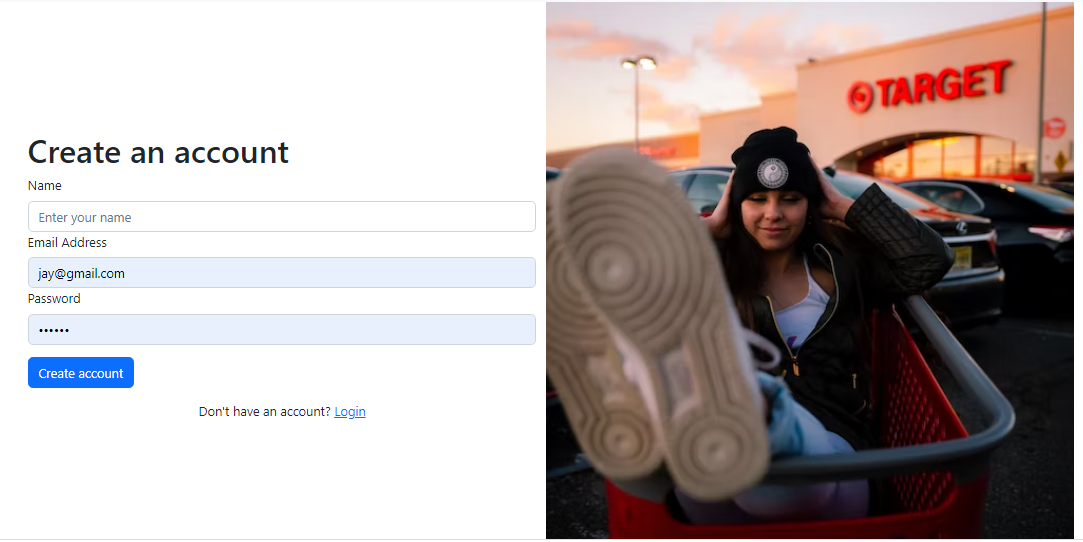 Create an account
Name
Enter your name
Email Address
jay@gmail.com
Password
••••••
Create account
Don't have an account? Login
TARGET